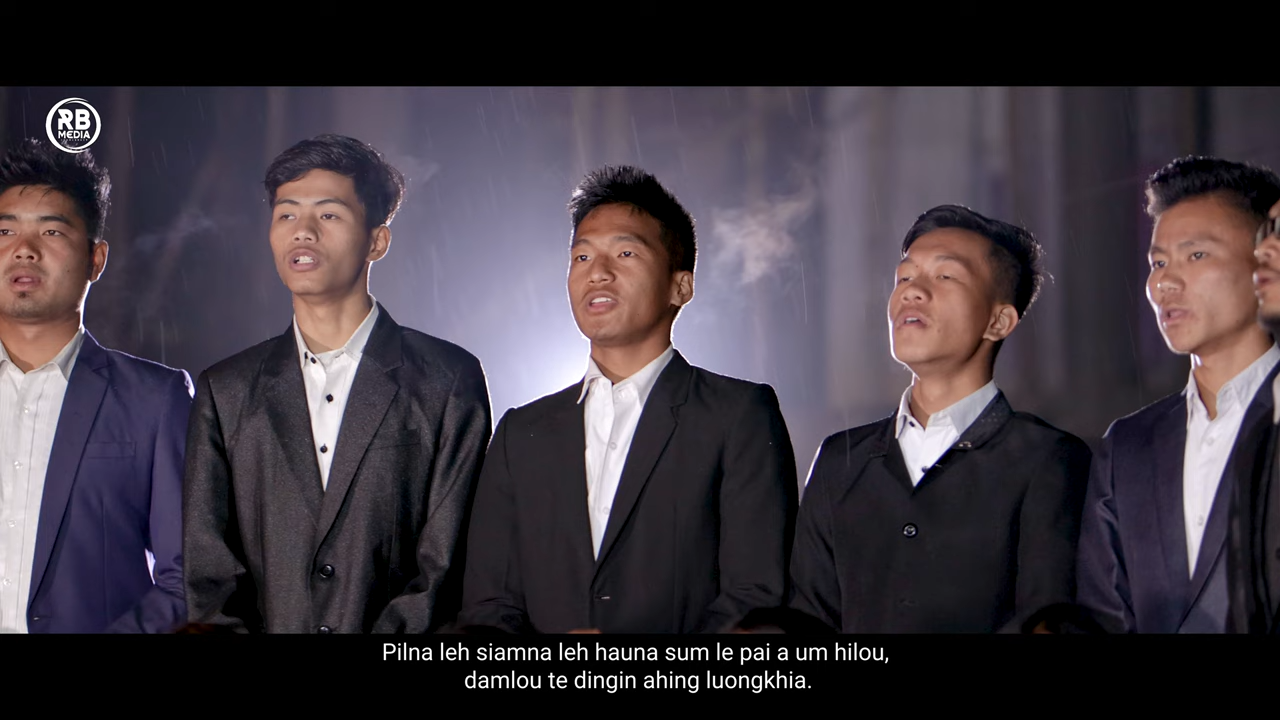 RB
MEDIA
Pilna leh siamna leh hauna sum le pai a um hilou,
damlou te dingin ahing luongkhia.